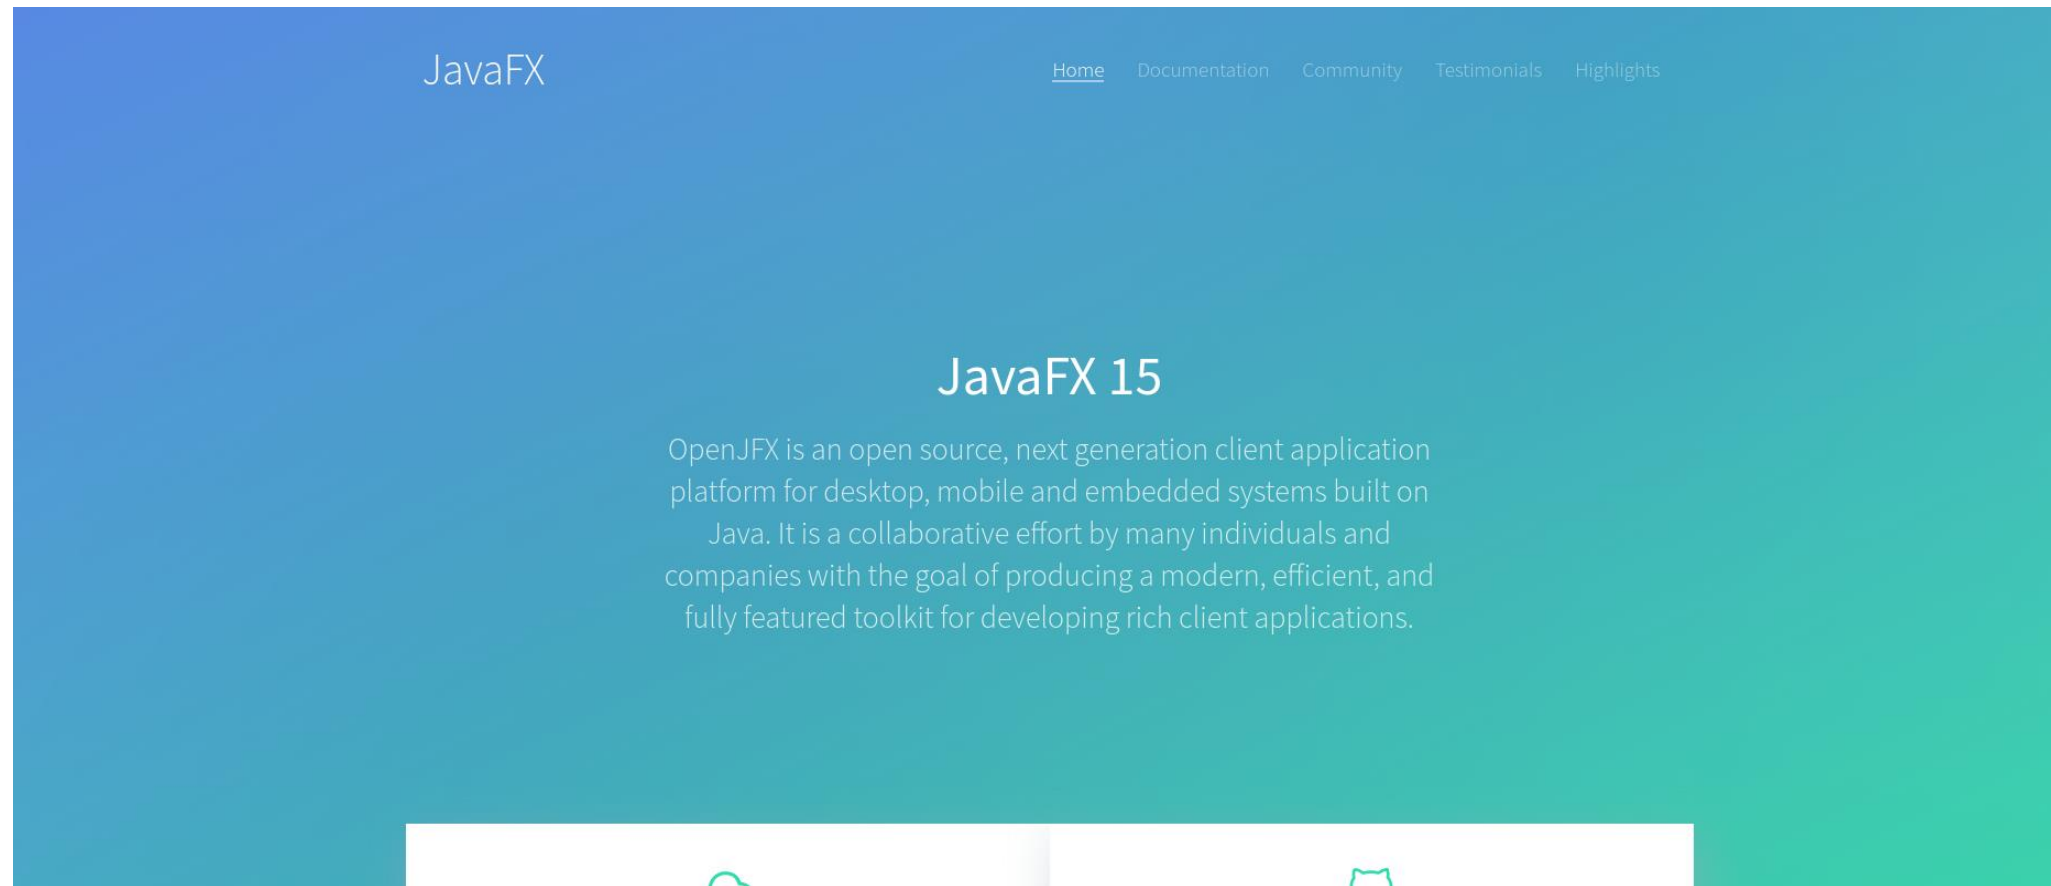 JavaFX
Home Documentation Community Testimonials Highlights
JavaFX 15
OpenJFX is an open source, next generation client application
platform for desktop, mobile and embedded systems built on
Java. It is a collaborative effort by many individuals and
companies with the goal of producing a modern, efficient, and
fully featured toolkit for developing rich client applications.